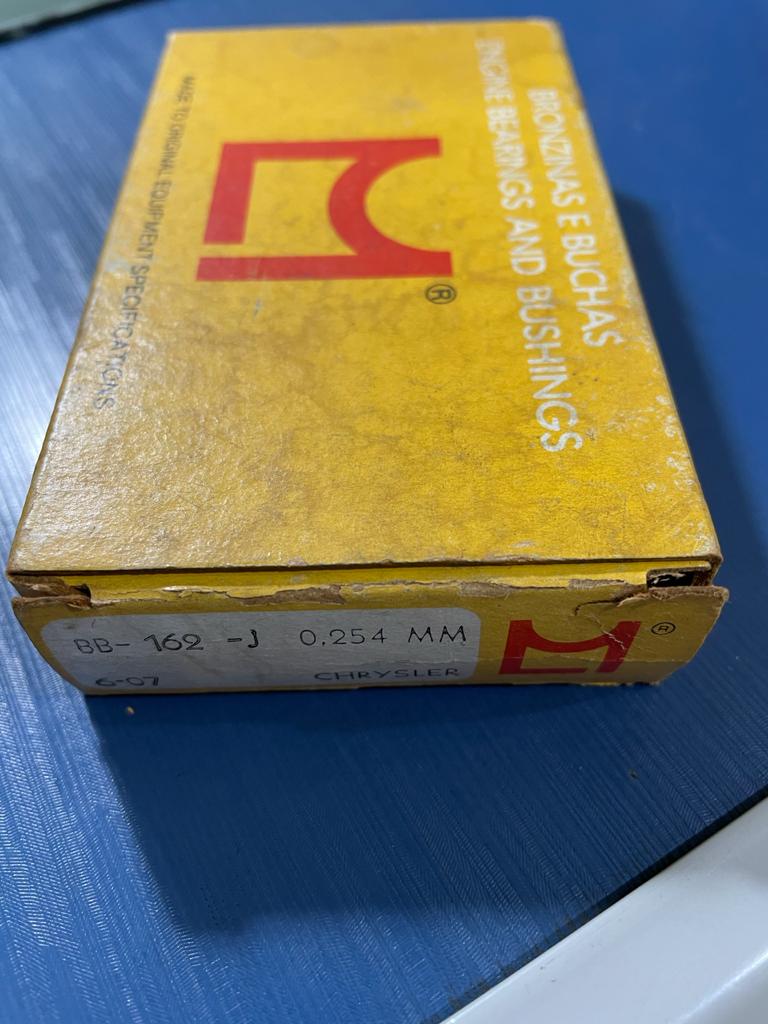 BRONZINAS E BUCHAS
ENGINE BEARINGS AND BUSHINGS
®
MADE TO ORIGINAL EQUIPMENT SPECIFICATIONS
BB- 162 -J 0,254 MM
®
6-07 CHRYSLER